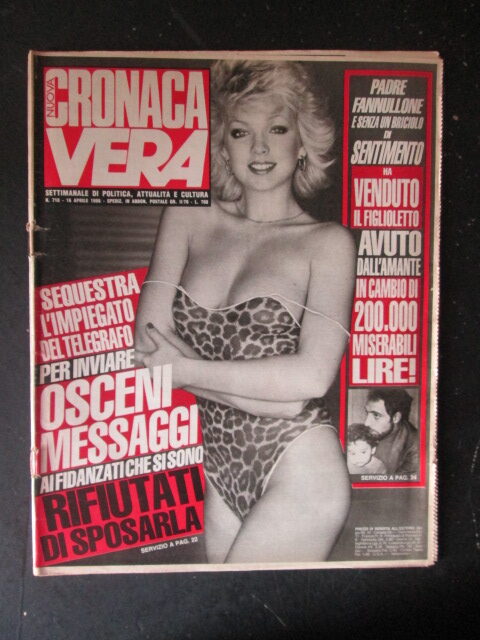 NUOVA
CRONACA
VERA
SETTIMANALE DI POLITICA, ATTUALITÀ E CULTURA
PADRE
FANNULLONE
E SENZA UN BRICIOLO
DI
SENTIMENTO
HA
VENDUTO
IL FIGLIOLETTO
AVUTO
DALL'AMANTE
IN CAMBIO DI
200.000
MISERABILI
LIRE!
SERVIZIO A PAG. 24
SEQUESTRA
L'IMPIEGATO
DEL TELEGRAFO
PER INVIARE
OSCENI
MESSAGGI
AI FIDANZATI CHE SI SONO
RIFIUTATI
DI SPOSARLA
SERVIZIO A PAG. 22